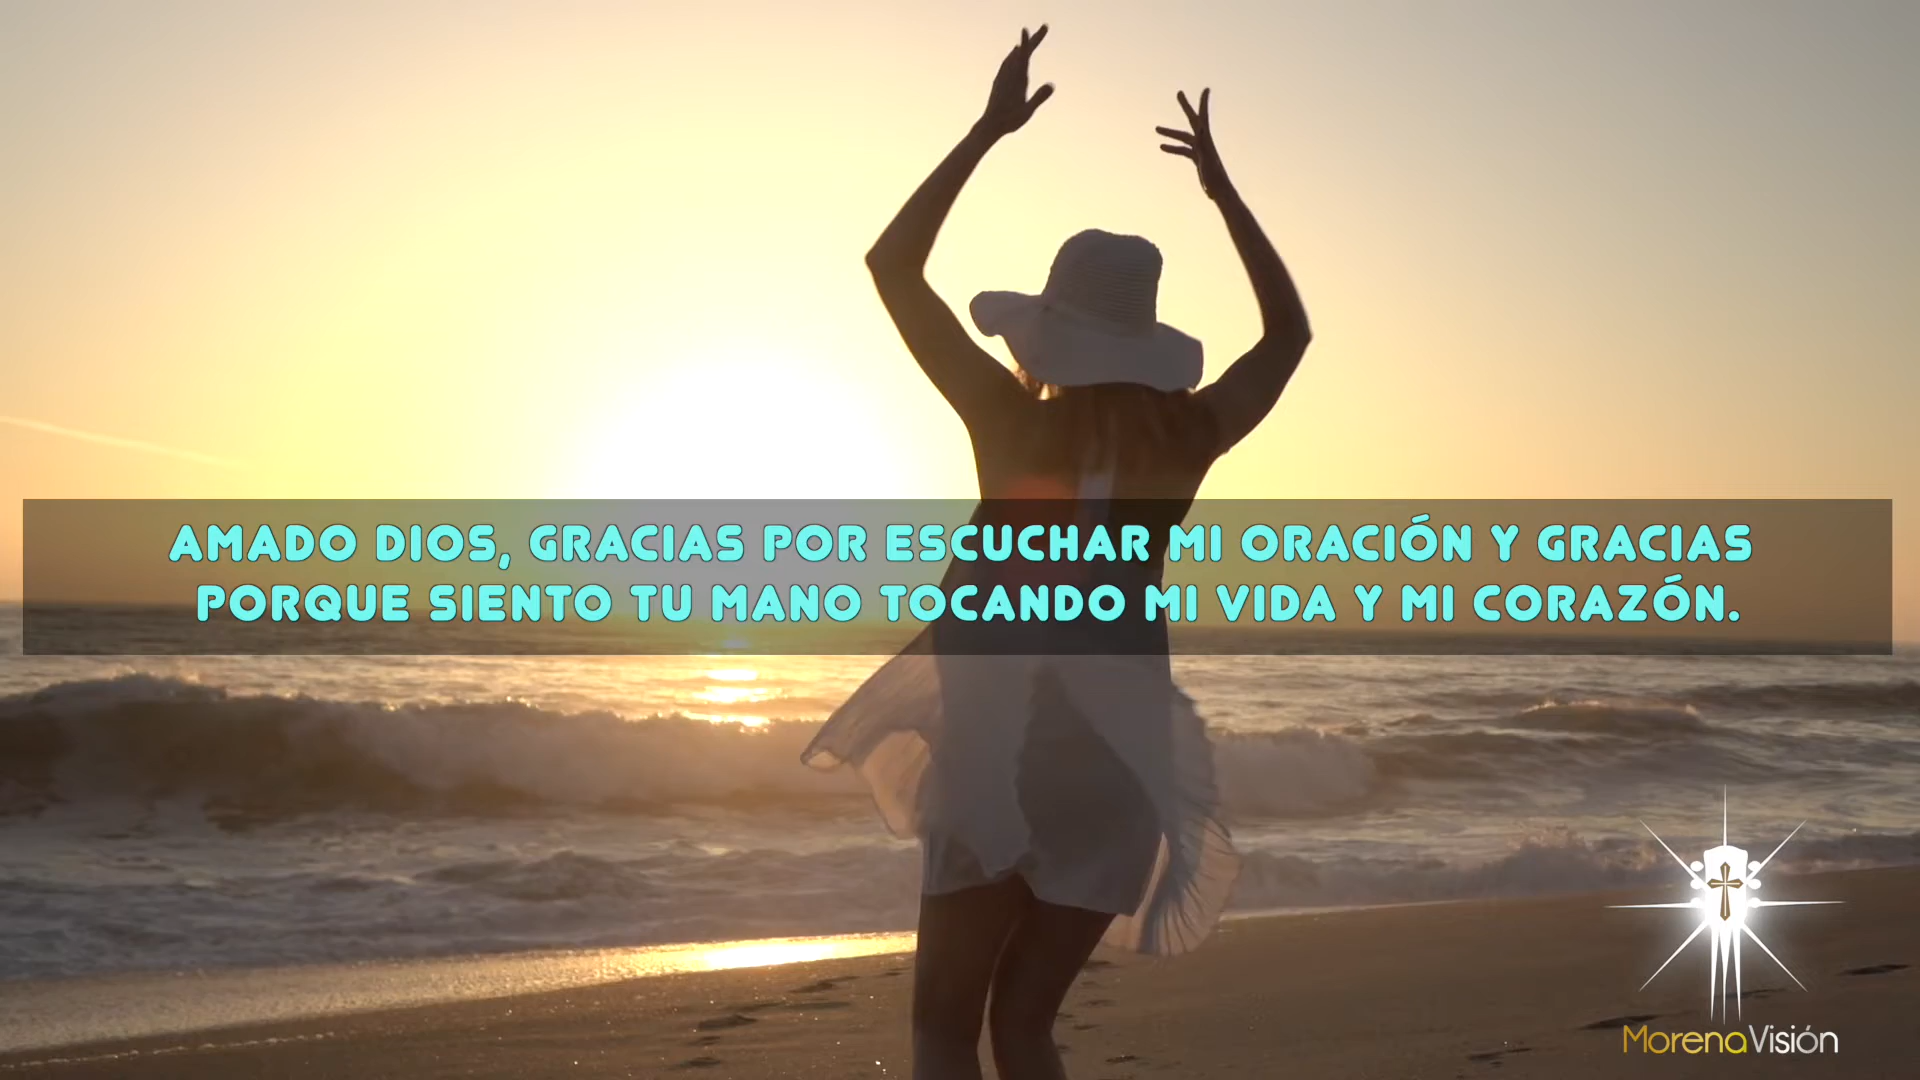 AMADO DIOS, GRACIAS POR ESCUCHAR MI ORACIÓN Y GRACIAS
PORQUE SIENTO TU MANO TOCANDO MI VIDA Y MI CORAZÓN.
MorenaVisión